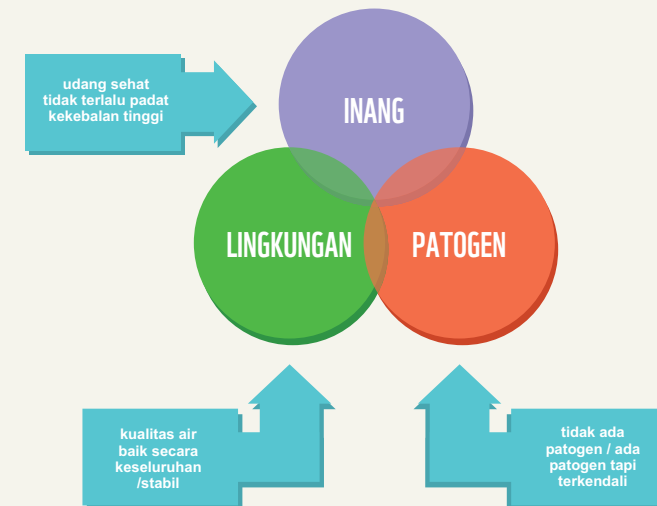 udang sehat
tidak terlalu padat
kekebalan tinggi
INANG
LINGKUNGAN
PATOGEN
kualitas air
baik secara
keseluruhan
/stabil
tidak ada
patogen / ada
patogen tapi
terkendali